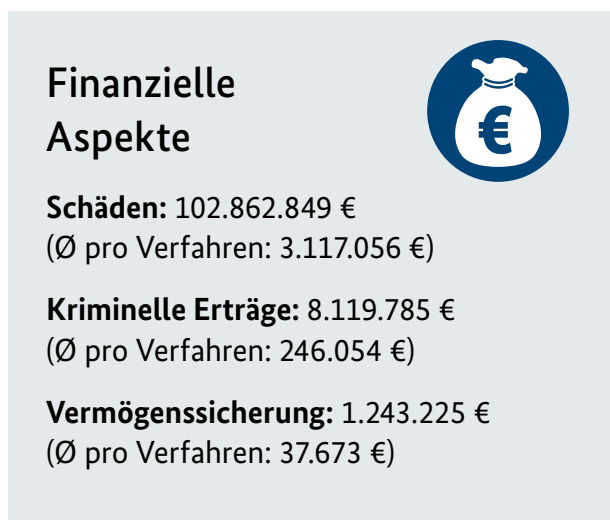 Finanzielle
Aspekte
€
Schäden: 102.862.849 €
(Ø pro Verfahren: 3.117.056 €)
Kriminelle Erträge: 8.119.785 €
(Ø pro Verfahren: 246.054 €)
Vermögenssicherung: 1.243.225 €
(Ø pro Verfahren: 37.673 €)